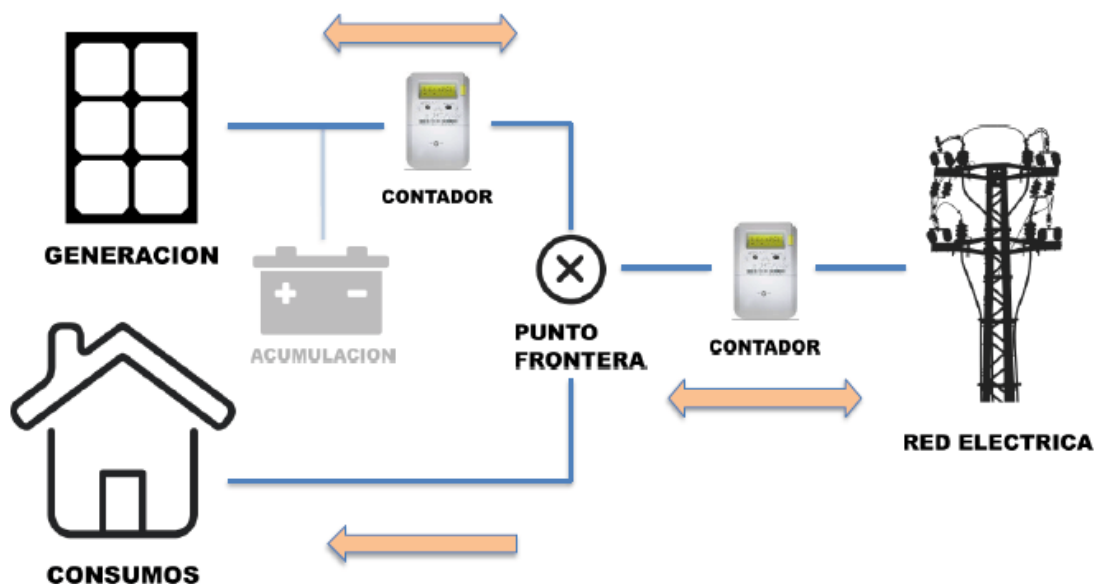 GENERACION
CONTADOR
ACUMULACION
PUNTO
FRONTERA
CONTADOR
RED ELECTRICA
CONSUMOS